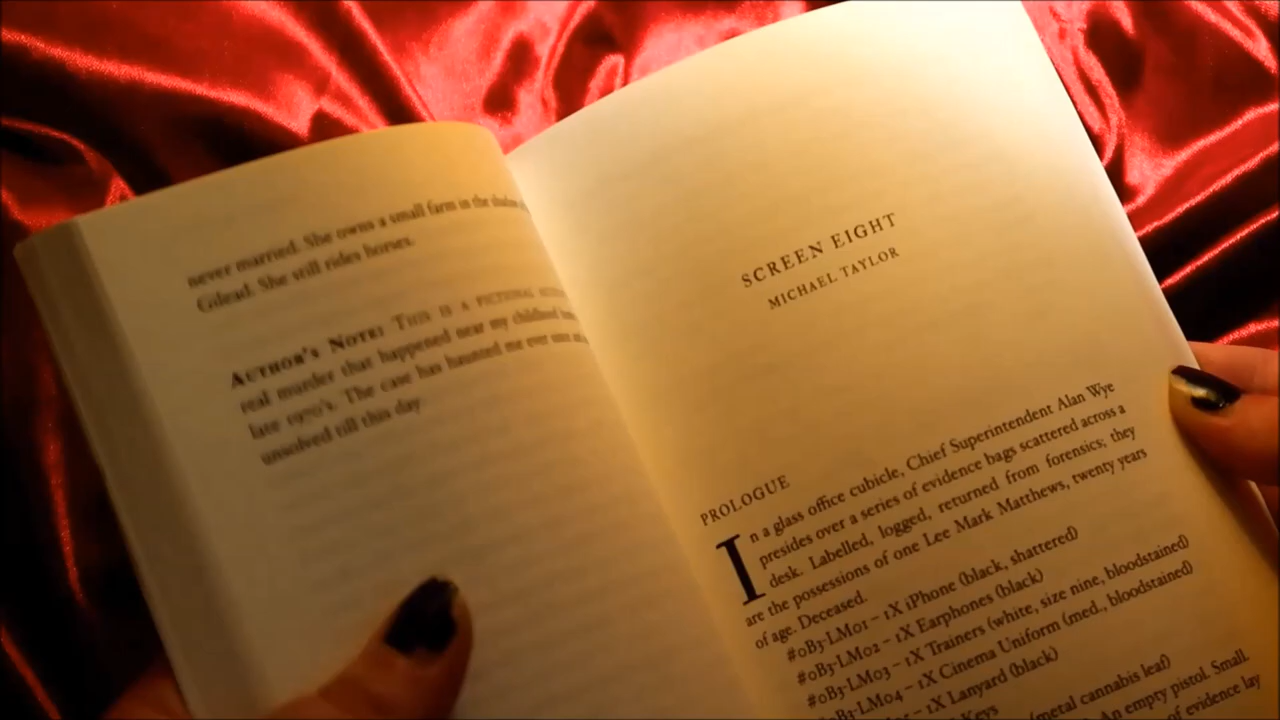 never married. She owns a small farm in the shadow
Gilead. She still rides horses.
AUTHOR'S NOTE: THIS IS A FICTIONAL
real murder that happened near my childhood
late 1970's. The case has haunted me ever
unsolved till this day
SCREEN EIGHT
MICHAEL TAYLOR
PROLOGUE
In a glass office cubicle, Chief Superintendent Alan Wye
presides over a series of evidence bags scattered across a
desk. Labelled, logged, returned from forensics; they
are the possessions of one Lee Mark Matthews, twenty years
of age. Deceased.
#0B3-LM01 – 1X iPhone (black, shattered)
#0B3-LM02 – 1X Earphones (black)
#0B3-LM03 – 1X Trainers (white, size nine, bloodstained)
#0B3-LM04 – 1X Cinema Uniform (med., bloodstained)
1X Lanyard (black)
Keys (metal cannabis leaf)
An empty pistol. Small.
of evidence lay